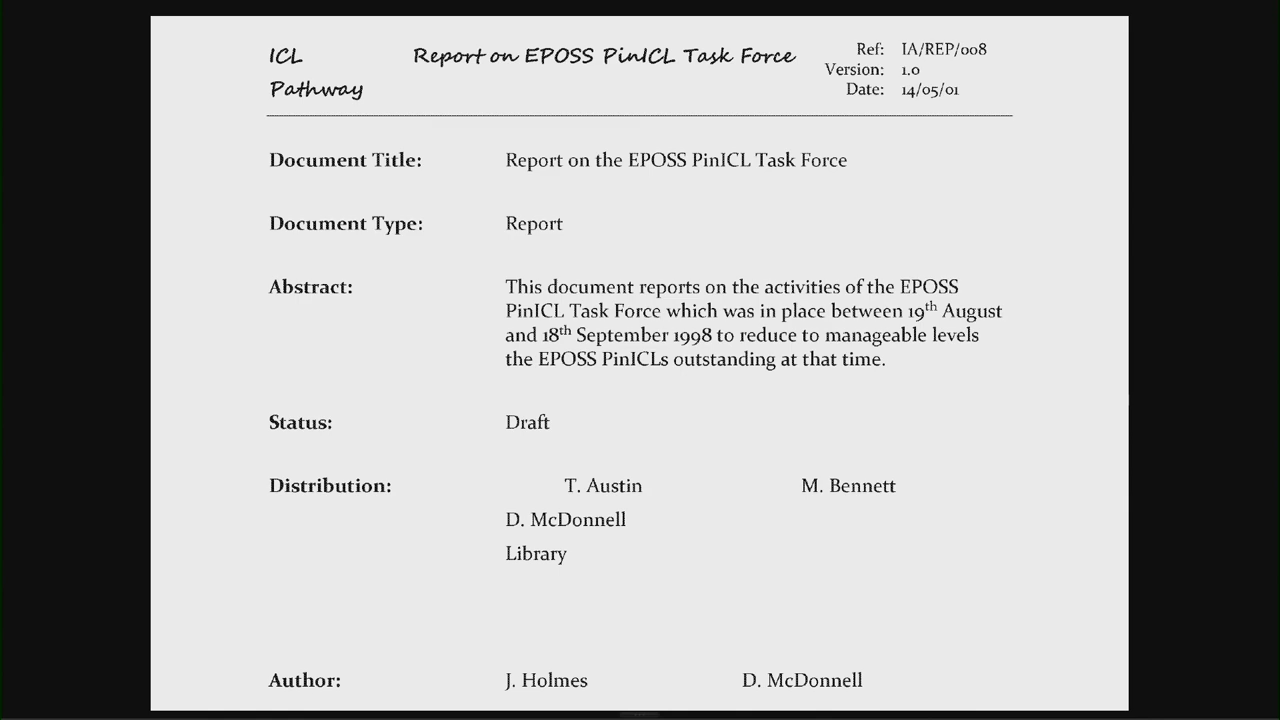 ICL Report on EPOSS PinICL Task Force Ref: IA/REP/008
Version: 1.0
Pathway Date: 14/05/01
Document Title: Report on the EPOSS PinICL Task Force
Document Type: Report
Abstract: This document reports on the activities of the EPOSS
PinICL Task Force which was in place between 19th August
and 18th September 1998 to reduce to manageable levels
the EPOSS PinICLs outstanding at that time.
Status: Draft
Distribution: T. Austin M. Bennett
D. McDonnell
Library
Author: J. Holmes D. McDonnell